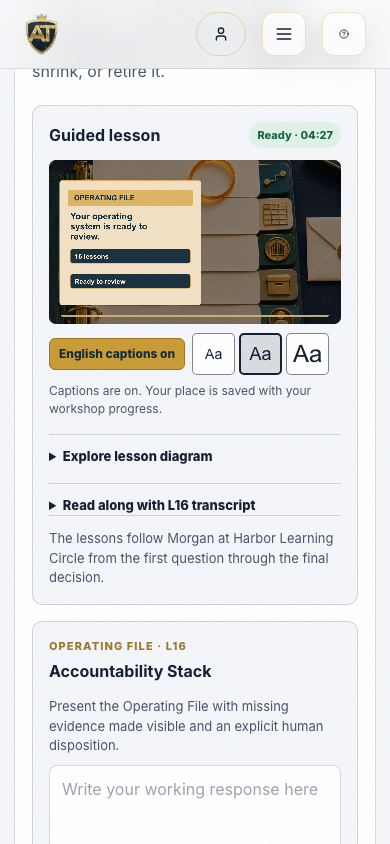 AT
shrink, or retire it.
Guided lesson
Ready · 04:27
OPERATING FILE
Your operating
system is ready to
review.
16 lessons
Ready to review
English captions on
Aa
Aa
Aa
Captions are on. Your place is saved with your
workshop progress.
Explore lesson diagram
Read along with L16 transcript
The lessons follow Morgan at Harbor Learning
Circle from the first question through the final
decision.
OPERATING FILE · L16
Accountability Stack
Present the Operating File with missing
evidence made visible and an explicit human
disposition.
Write your working response here